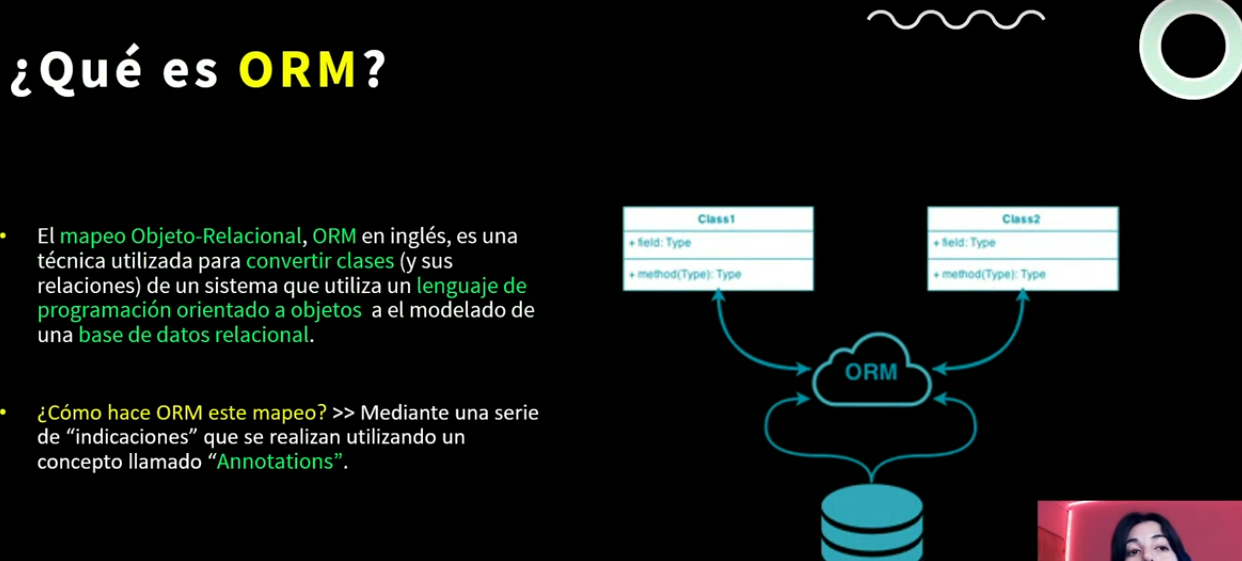 ¿Qué es ORM?
El mapeo Objeto-Relacional, ORM en inglés, es una
técnica utilizada para convertir clases (y sus
relaciones) de un sistema que utiliza un lenguaje de
programación orientado a objetos a el modelado de
una base de datos relacional.
¿Cómo hace ORM este mapeo? >> Mediante una serie
de “indicaciones” que se realizan utilizando un
concepto llamado “Annotations”.
Class1
+ field: Type
+ method(Type): Type
Class2
+ field: Type
+ method(Type): Type
ORM